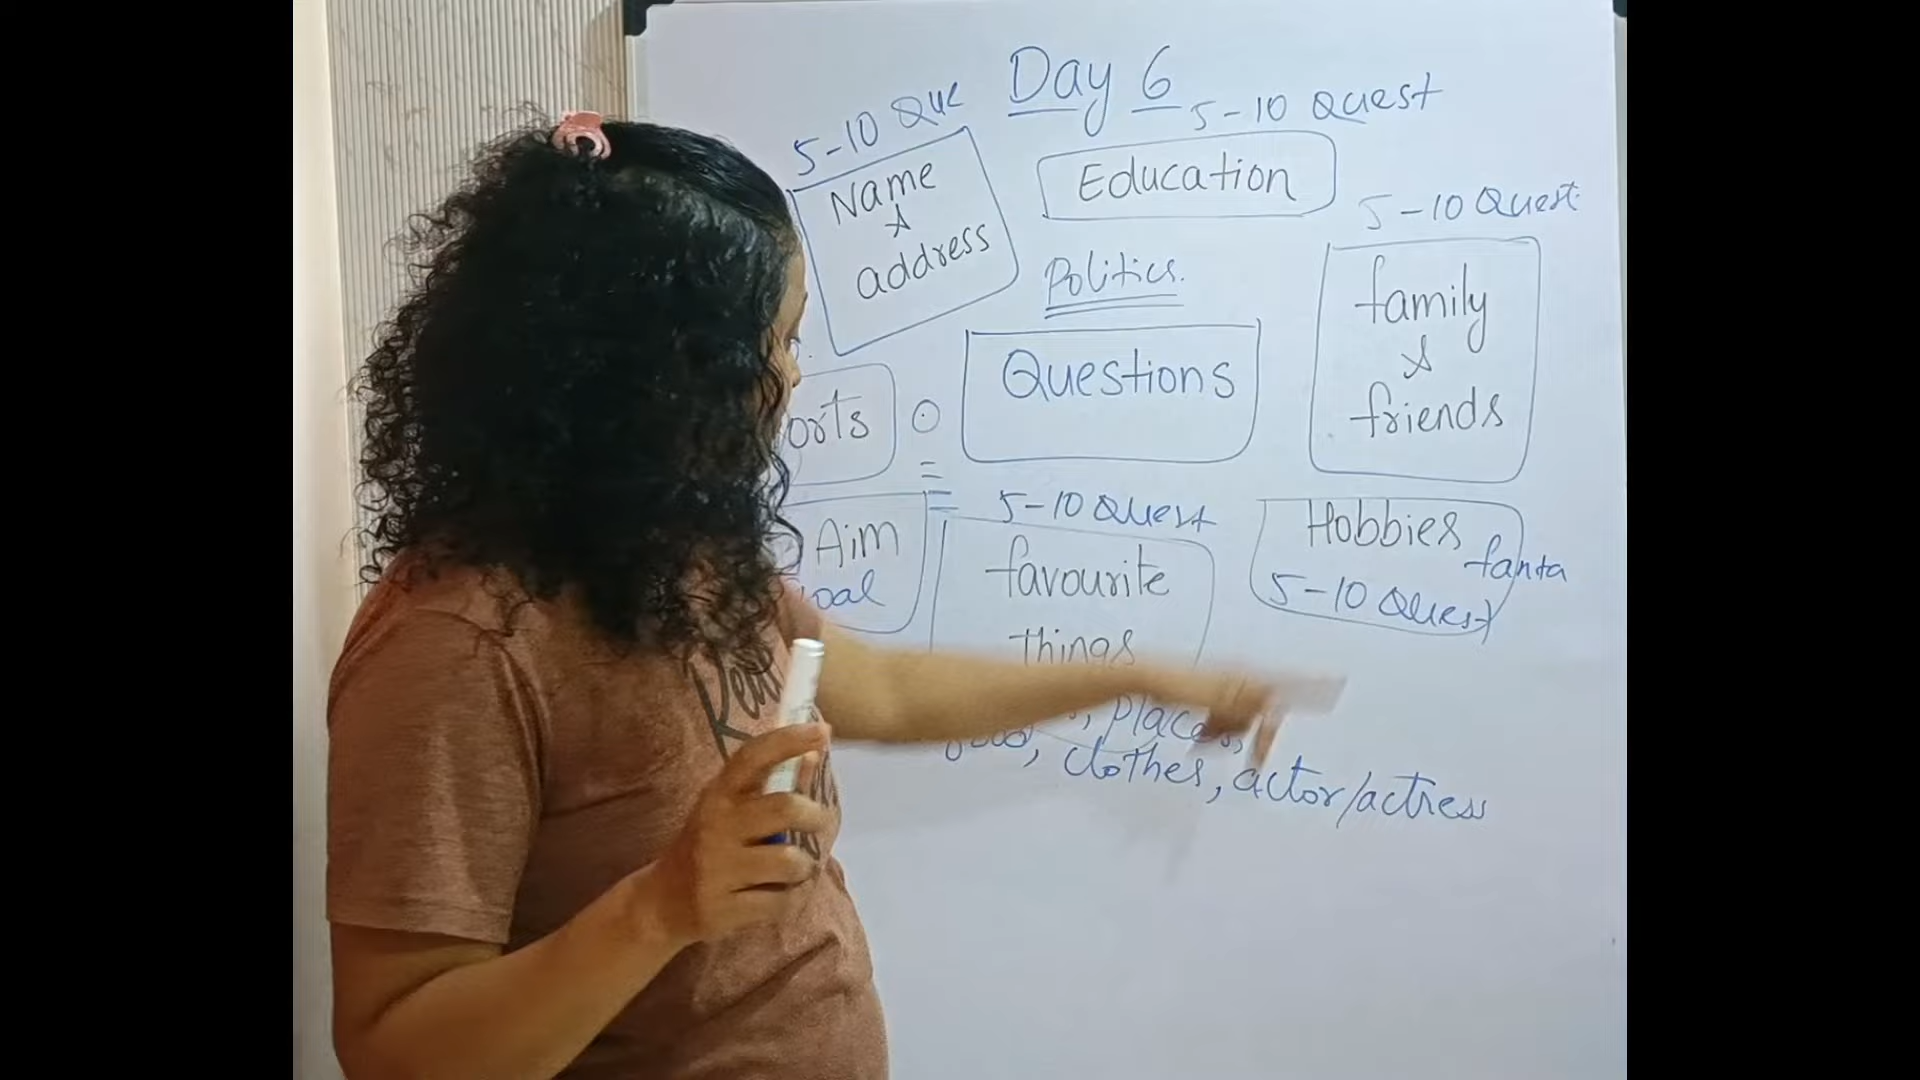 Day 6
5-10 Que
5-10 Quest
Name
&
address
Education
5-10 Quest.
Politics.
family
&
friends
Questions
orts
5-10 Quest
Aim
oal
favourite
things
Hobbies
fanta
5-10 Quest
places,
clothes, actor/actress